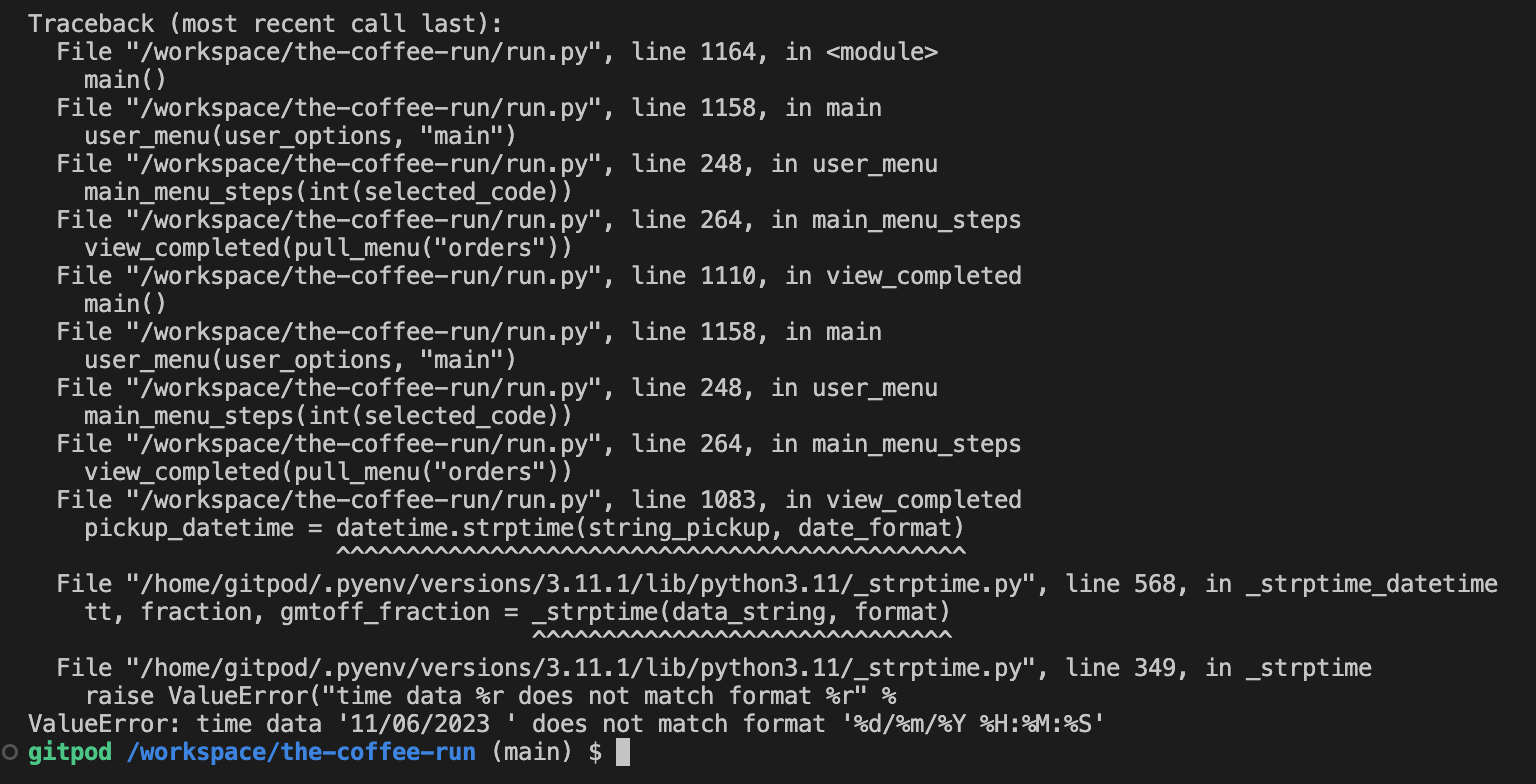 Traceback (most recent call last):
  File "/workspace/the-coffee-run/run.py", line 1164, in <module>
    main()
  File "/workspace/the-coffee-run/run.py", line 1158, in main
    user_menu(user_options, "main")
  File "/workspace/the-coffee-run/run.py", line 248, in user_menu
    main_menu_steps(int(selected_code))
  File "/workspace/the-coffee-run/run.py", line 264, in main_menu_steps
    view_completed(pull_menu("orders"))
  File "/workspace/the-coffee-run/run.py", line 1110, in view_completed
    main()
  File "/workspace/the-coffee-run/run.py", line 1158, in main
    user_menu(user_options, "main")
  File "/workspace/the-coffee-run/run.py", line 248, in user_menu
    main_menu_steps(int(selected_code))
  File "/workspace/the-coffee-run/run.py", line 264, in main_menu_steps
    view_completed(pull_menu("orders"))
  File "/workspace/the-coffee-run/run.py", line 1083, in view_completed
    pickup_datetime = datetime.strptime(string_pickup, date_format)
                      ^^^^^^^^^^^^^^^^^^^^^^^^^^^^^^^^^^^^^^^^^^^^^
  File "/home/gitpod/.pyenv/versions/3.11.1/lib/python3.11/_strptime.py", line 568, in _strptime_datetime
    tt, fraction, gmtoff_fraction = _strptime(data_string, format)
                                    ^^^^^^^^^^^^^^^^^^^^^^^^^^^^^^
  File "/home/gitpod/.pyenv/versions/3.11.1/lib/python3.11/_strptime.py", line 349, in _strptime
    raise ValueError("time data %r does not match format %r" %
ValueError: time data '11/06/2023 ' does not match format '%d/%m/%Y %H:%M:%S'
gitpod /workspace/the-coffee-run (main) $